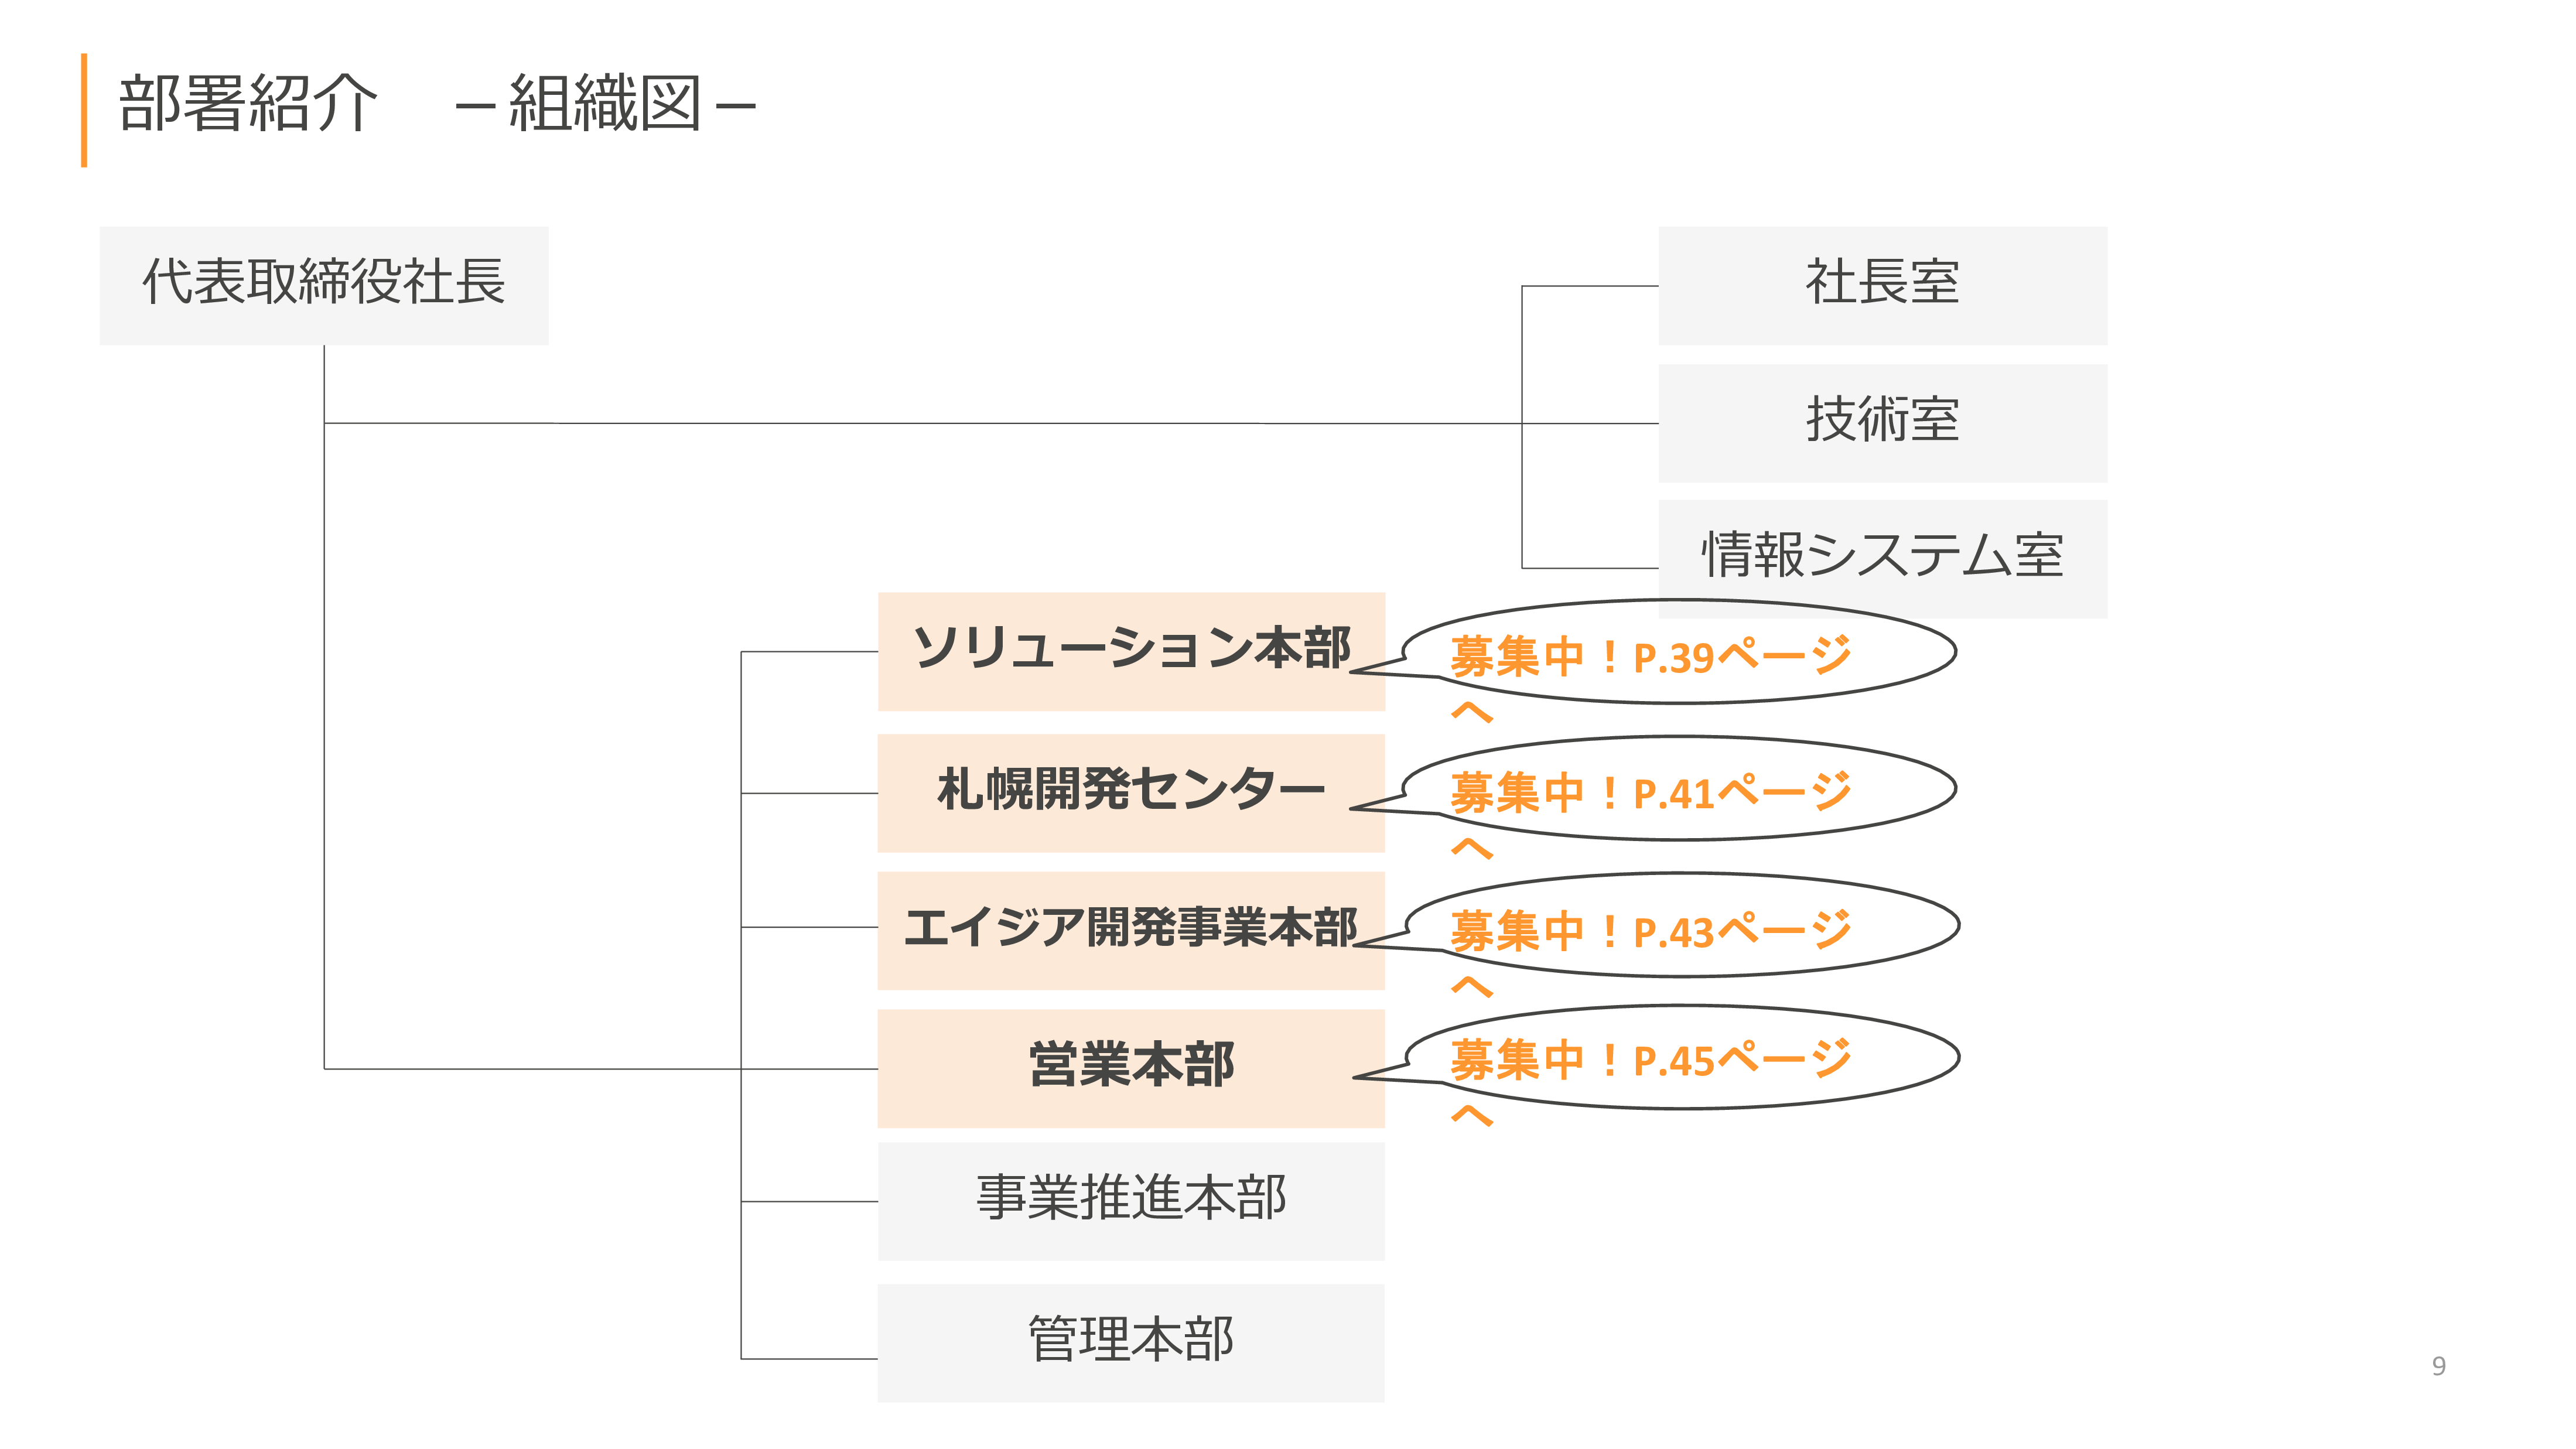 部署紹介　－組織図－
代表取締役社長
社長室
技術室
情報システム室
ソリューション本部
募集中！P.39ページ
へ
札幌開発センター
募集中！P.41ページ
へ
エイジア開発事業本部
募集中！P.43ページ
へ
営業本部
募集中！P.45ページ
へ
事業推進本部
管理本部
9